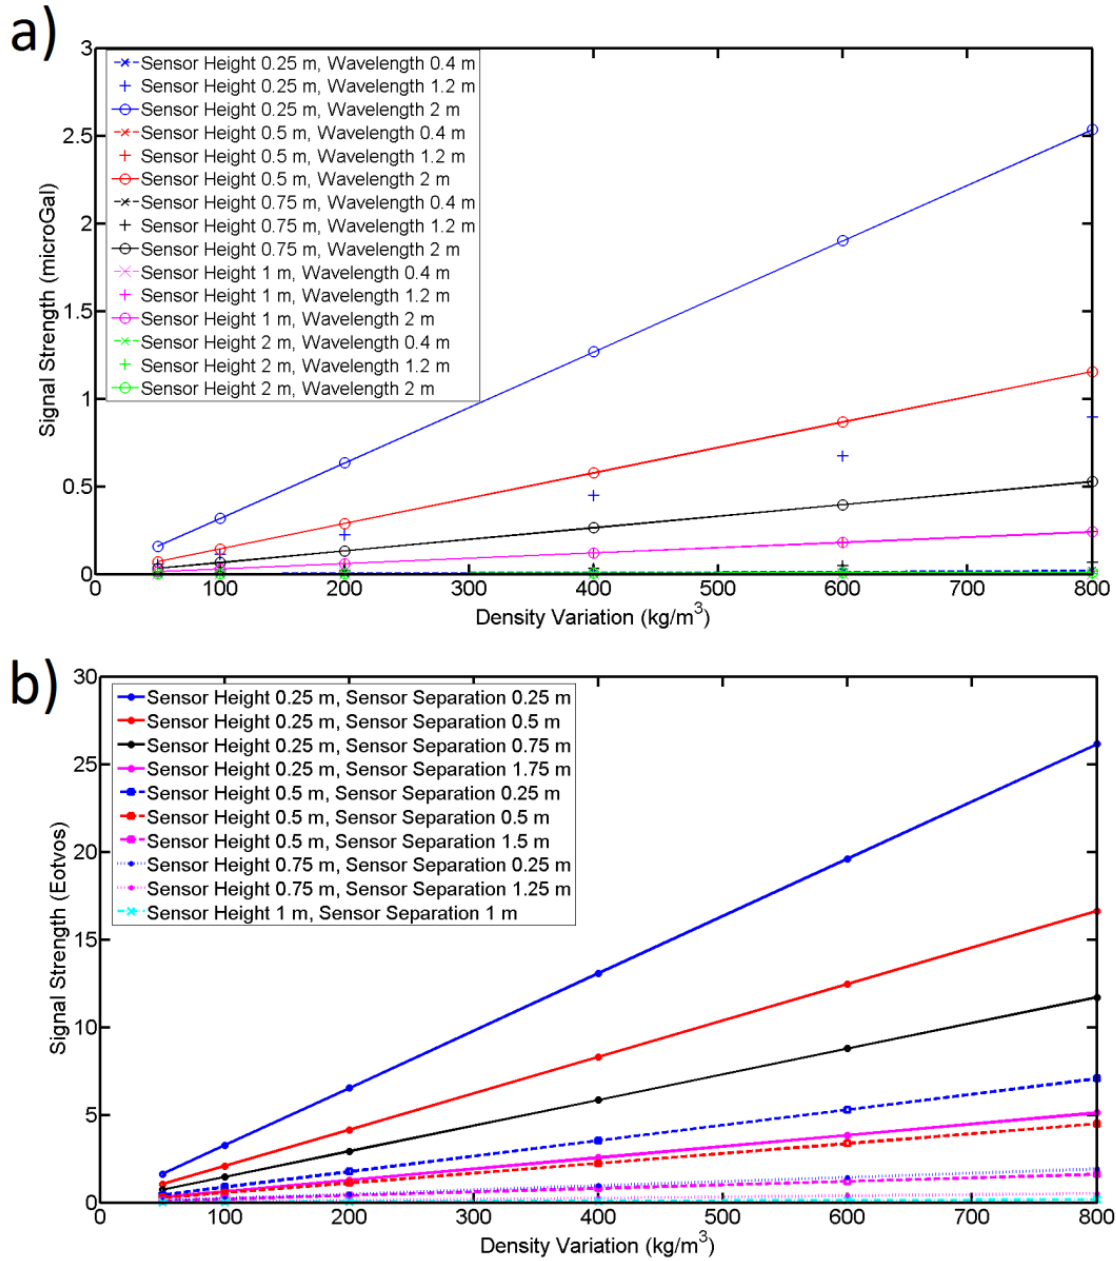 a)
3
2.5
2
1.5
1
0.5
0
Signal Strength (microGal)
Sensor Height 0.25 m, Wavelength 0.4 m
Sensor Height 0.25 m, Wavelength 1.2 m
Sensor Height 0.25 m, Wavelength 2 m
Sensor Height 0.5 m, Wavelength 0.4 m
Sensor Height 0.5 m, Wavelength 1.2 m
Sensor Height 0.5 m, Wavelength 2 m
Sensor Height 0.75 m, Wavelength 0.4 m
Sensor Height 0.75 m, Wavelength 1.2 m
Sensor Height 0.75 m, Wavelength 2 m
Sensor Height 1 m, Wavelength 0.4 m
Sensor Height 1 m, Wavelength 1.2 m
Sensor Height 1 m, Wavelength 2 m
Sensor Height 2 m, Wavelength 0.4 m
Sensor Height 2 m, Wavelength 1.2 m
Sensor Height 2 m, Wavelength 2 m
0 100 200 300 400 500 600 700 800
Density Variation (kg/m³)
b)
30
25
20
15
10
5
0
Signal Strength (Eotvos)
Sensor Height 0.25 m, Sensor Separation 0.25 m
Sensor Height 0.25 m, Sensor Separation 0.5 m
Sensor Height 0.25 m, Sensor Separation 0.75 m
Sensor Height 0.25 m, Sensor Separation 1.75 m
Sensor Height 0.5 m, Sensor Separation 0.25 m
Sensor Height 0.5 m, Sensor Separation 0.5 m
Sensor Height 0.5 m, Sensor Separation 1.5 m
Sensor Height 0.75 m, Sensor Separation 0.25 m
Sensor Height 0.75 m, Sensor Separation 1.25 m
Sensor Height 1 m, Sensor Separation 1 m
0 100 200 300 400 500 600 700 800
Density Variation (kg/m³)